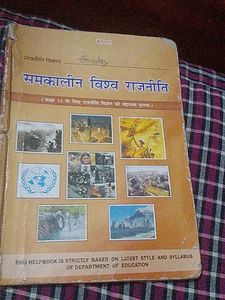 राजनीति विज्ञान
समकालीन विश्व राजनीति
( कक्षा 12 के लिए राजनीति विज्ञान की सहायक पुस्तक )
THIS HELPBOOK IS STRICTLY BASED ON LATEST STYLE AND SYLLABUS
OF DEPARTMENT OF EDUCATION